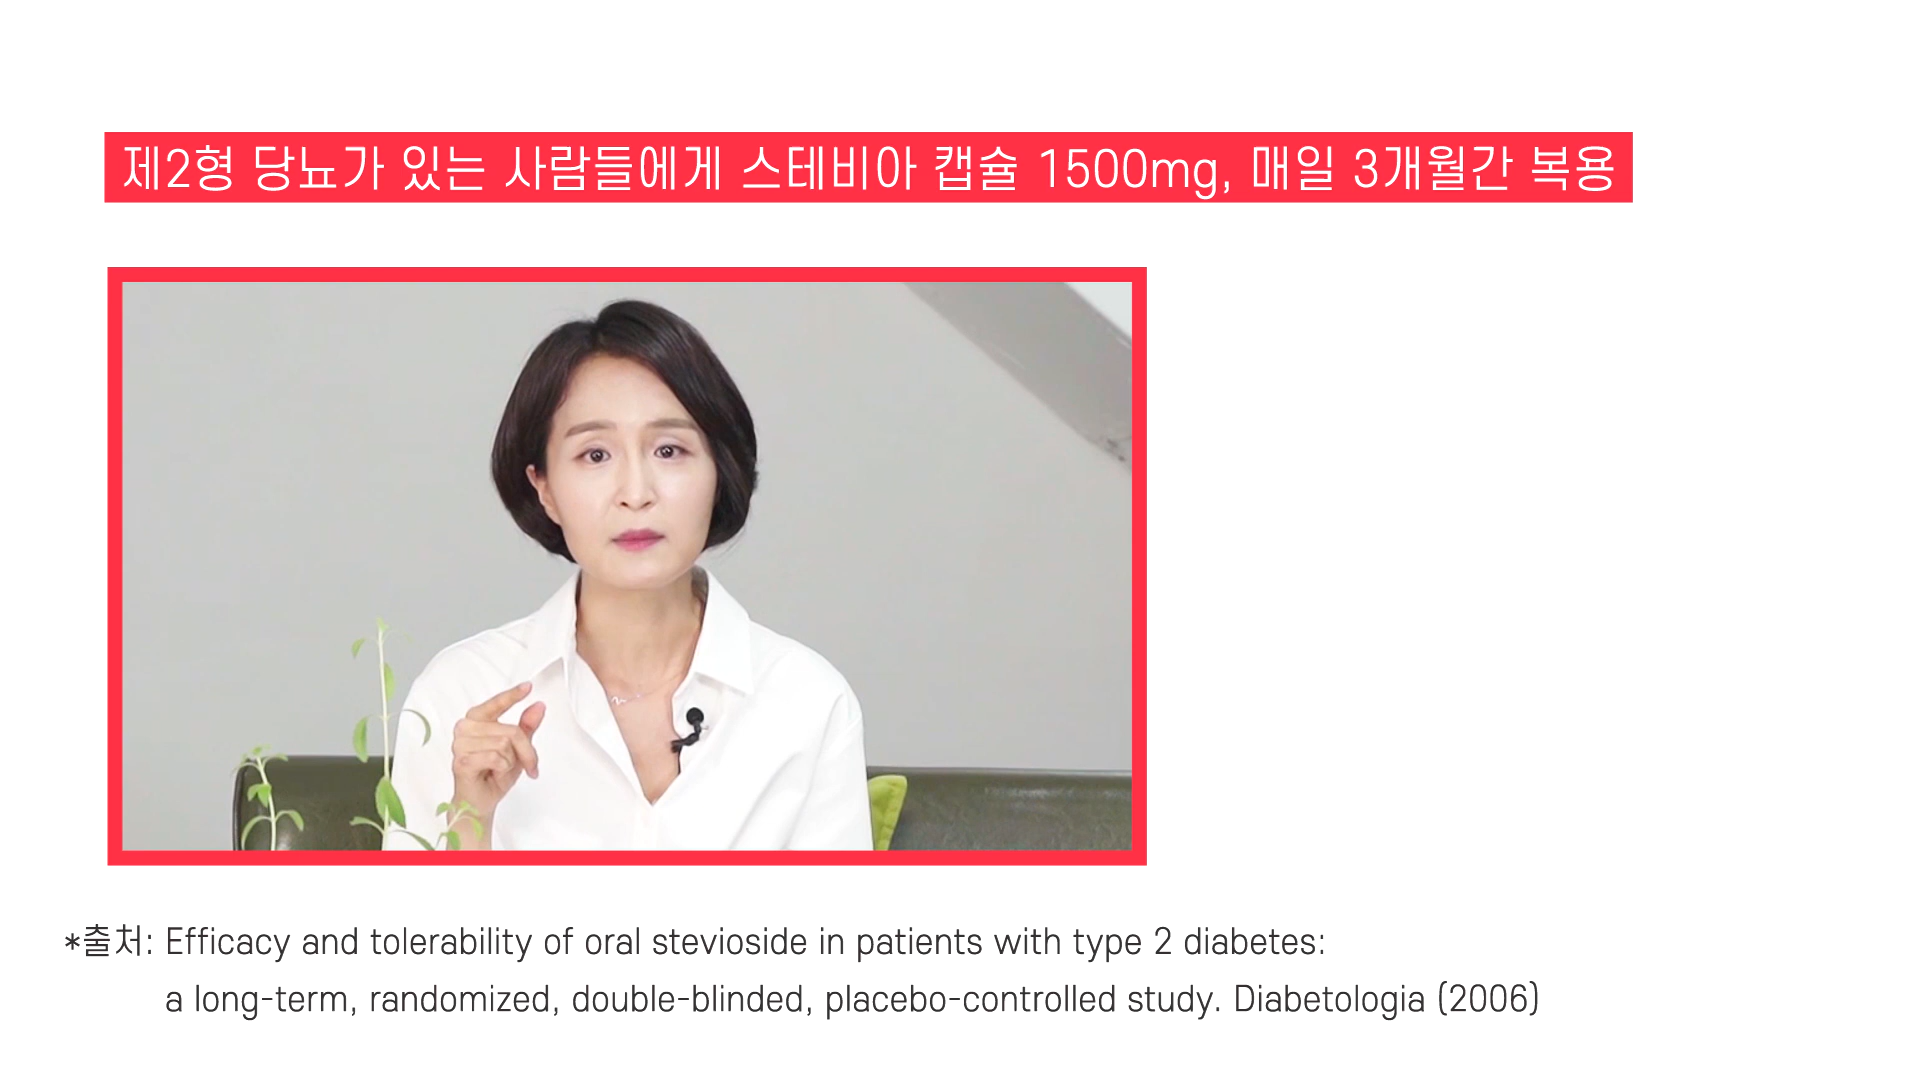 제2형 당뇨가 있는 사람들에게 스테비아 캡슐 1500mg, 매일 3개월간 복용
*출처: Efficacy and tolerability of oral stevioside in patients with type 2 diabetes:
a long-term, randomized, double-blinded, placebo-controlled study. Diabetologia (2006)